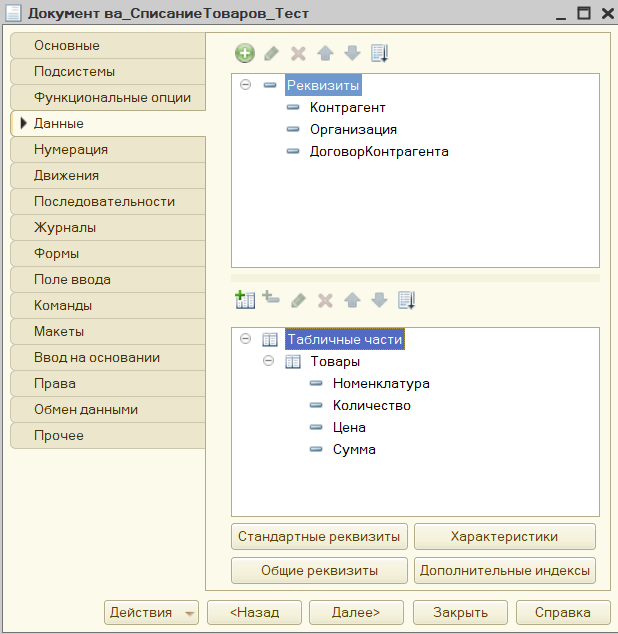 Документ ва_СписаниеТоваров_Тест
Основные
Подсистемы
Функциональные опции
Данные
Нумерация
Движения
Последовательности
Журналы
Формы
Поле ввода
Команды
Макеты
Ввод на основании
Права
Обмен данными
Прочее
Реквизиты
Контрагент
Организация
ДоговорКонтрагента
Табличные части
Товары
Номенклатура
Количество
Цена
Сумма
Стандартные реквизиты
Характеристики
Общие реквизиты
Дополнительные индексы
Действия
<Назад
Далее>
Закрыть
Справка